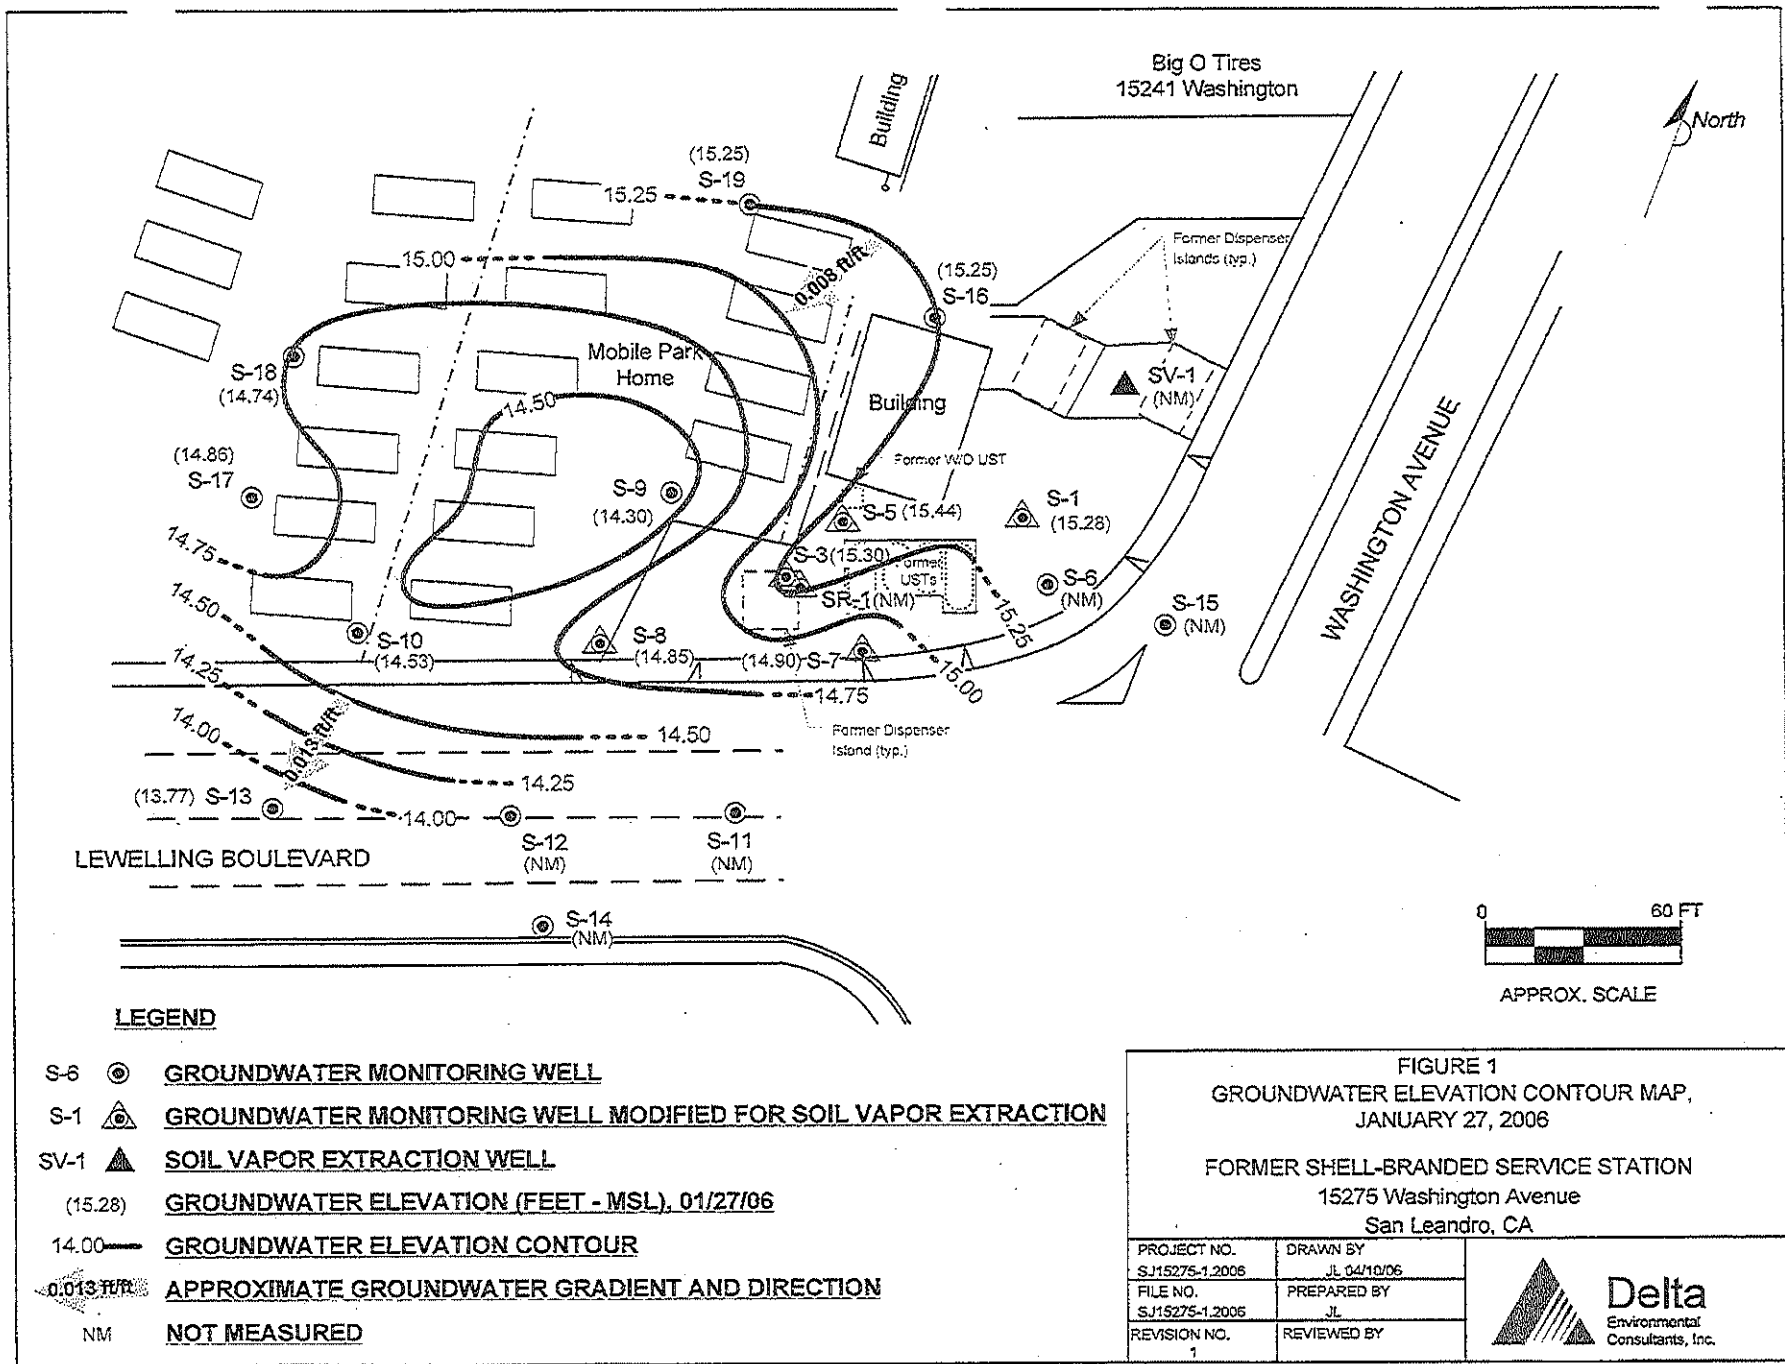 Big O Tires
15241 Washington
North
Building
(15.25)
S-19
15.25
Former Dispenser
Islands (typ.)
15.00
0.008 ft/ft
(15.25)
S-16
S-18
(14.74)
Mobile Park
Home
14.50
Building
SV-1
(NM)
(14.86)
S-17
S-9
(14.30)
Former W/O UST
S-5 (15.44)
S-1
(15.28)
WASHINGTON AVENUE
14.75
S-3 (15.30)
Former
USTs
SR-1 (NM)
S-6
(NM)
S-15
(NM)
14.50
15.25
S-10
(14.53)
S-8
(14.85)
(14.90) S-7
15.00
14.25
14.75
14.00
0.013 ft/ft
14.50
Former Dispenser
Island (typ.)
14.25
(13.77) S-13
14.00
S-12
(NM)
S-11
(NM)
LEWELLING BOULEVARD
S-14
(NM)
0 60 FT
APPROX. SCALE
LEGEND
S-6 GROUNDWATER MONITORING WELL
S-1 GROUNDWATER MONITORING WELL MODIFIED FOR SOIL VAPOR EXTRACTION
SV-1 SOIL VAPOR EXTRACTION WELL
(15.28) GROUNDWATER ELEVATION (FEET - MSL), 01/27/06
14.00 GROUNDWATER ELEVATION CONTOUR
0.013 ft/ft APPROXIMATE GROUNDWATER GRADIENT AND DIRECTION
NM NOT MEASURED
FIGURE 1
GROUNDWATER ELEVATION CONTOUR MAP,
JANUARY 27, 2006
FORMER SHELL-BRANDED SERVICE STATION
15275 Washington Avenue
San Leandro, CA
PROJECT NO.
SJ15275-1.2006
DRAWN BY
JL 04/10/06
FILE NO.
SJ15275-1.2006
PREPARED BY
JL
REVISION NO.
1
REVIEWED BY
Delta
Environmental
Consultants, Inc.